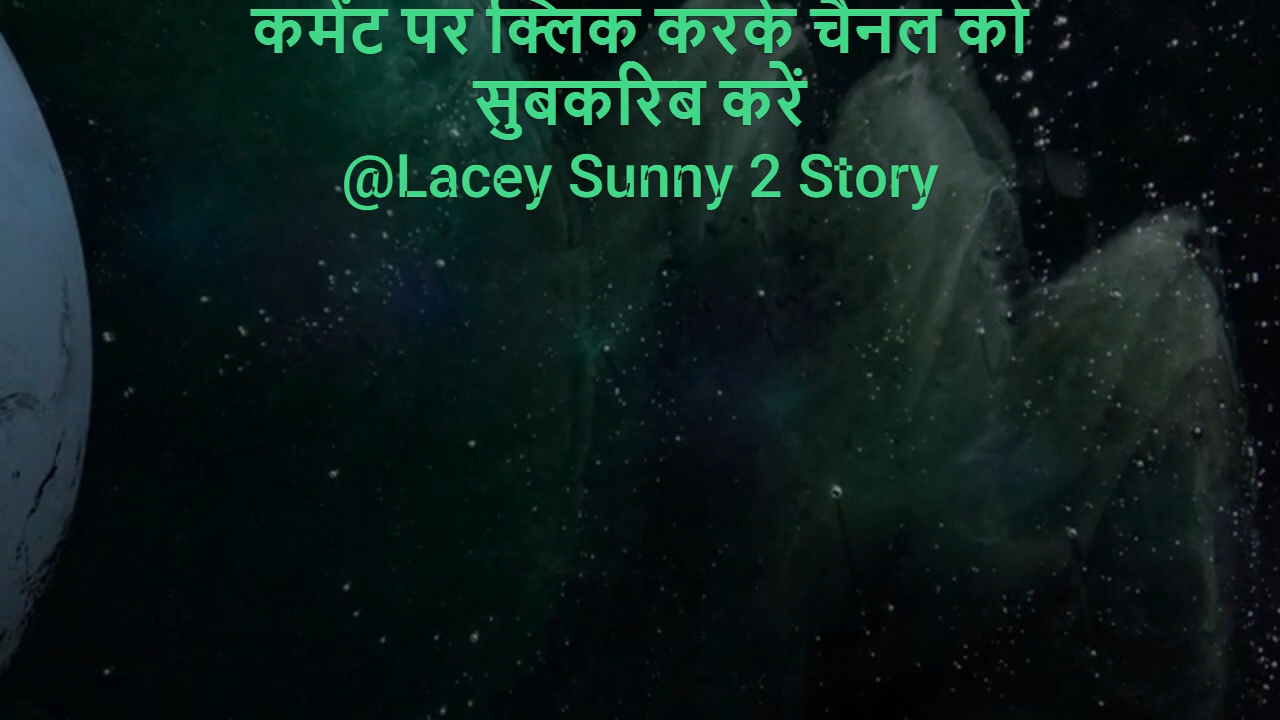 कमेंट पर क्लिक करके चैनल को
सुबकरिब करें
@Lacey Sunny 2 Story